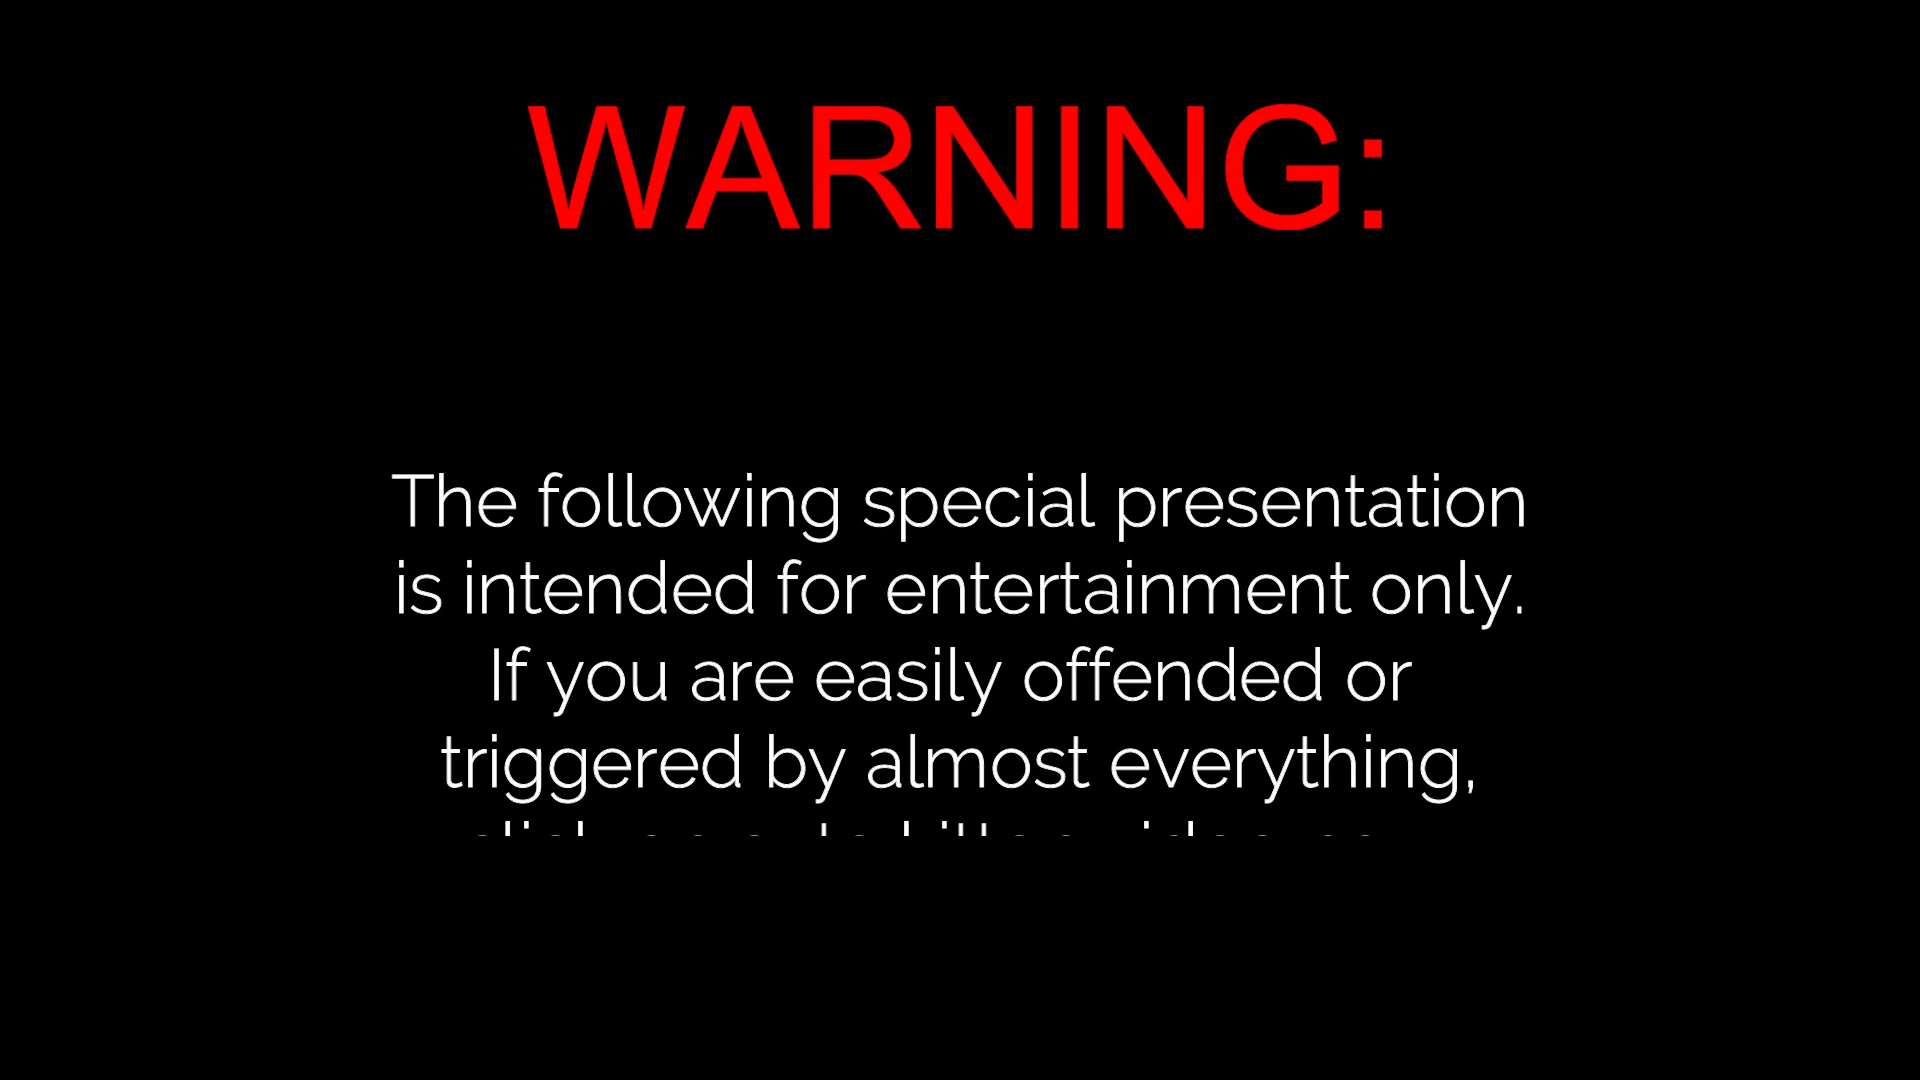 WARNING:
The following special presentation
is intended for entertainment only.
If you are easily offended or
triggered by almost everything,